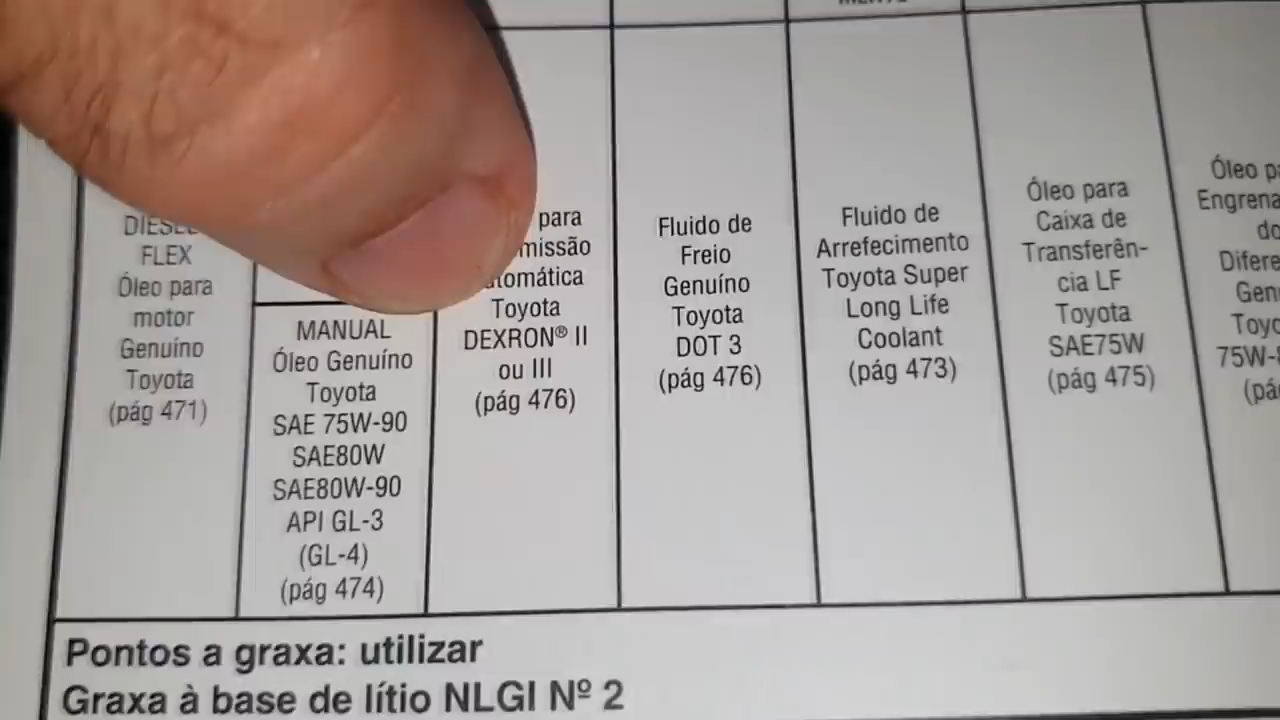 DIESEL
FLEX
Óleo para
motor
Genuíno
Toyota
(pág 471)
MANUAL
Óleo Genuíno
Toyota
SAE 75W-90
SAE80W
SAE80W-90
API GL-3
(GL-4)
(pág 474)
para
Toyota
DEXRON® II
ou III
(pág 476)
Fluido de
Freio
Genuíno
Toyota
DOT 3
(pág 476)
Fluido de
Arrefecimento
Toyota Super
Long Life
Coolant
(pág 473)
Óleo para
Caixa de
Transferên-
cia LF
Toyota
SAE75W
(pág 475)
Óleo
Pontos a graxa: utilizar
Graxa à base de lítio NLGI Nº 2